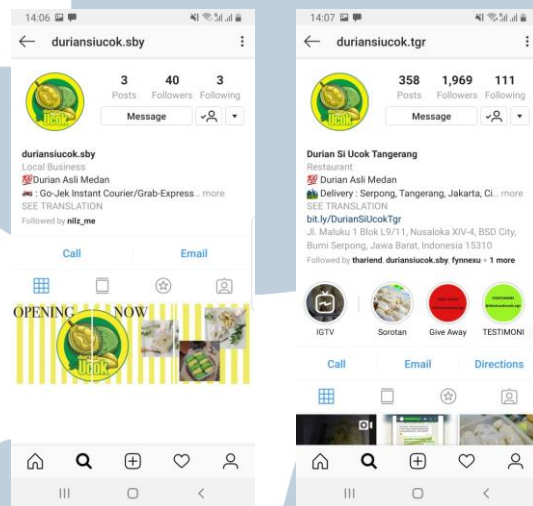 14:06
duriansiucok.sby
3 40 3
Posts Followers Following
Message
Ucok
duriansiucok.sby
Local Business
💯Durian Asli Medan
🚗 : Go-Jek Instant Courier/Grab-Express... more
SEE TRANSLATION
Followed by nilz_me
Call Email
OPENING NOW
Ucok
14:07
duriansiucok.tgr
358 1,969 111
Posts Followers Following
Message
Ucok
Durian Si Ucok Tangerang
Restaurant
💯 Durian Asli Medan
Delivery : Serpong, Tangerang, Jakarta, Ci... more
SEE TRANSLATION
bit.ly/DurianSiUcokTgr
Jl. Maluku 1 Blok L9/11, Nusaloka XIV-4, BSD City,
Bumi Serpong, Jawa Barat, Indonesia 15310
Followed by thariend, duriansiucok.sby, fynnexu + 1 more
IGTV Sorotan Give Away TESTIMONI
Call Email Directions